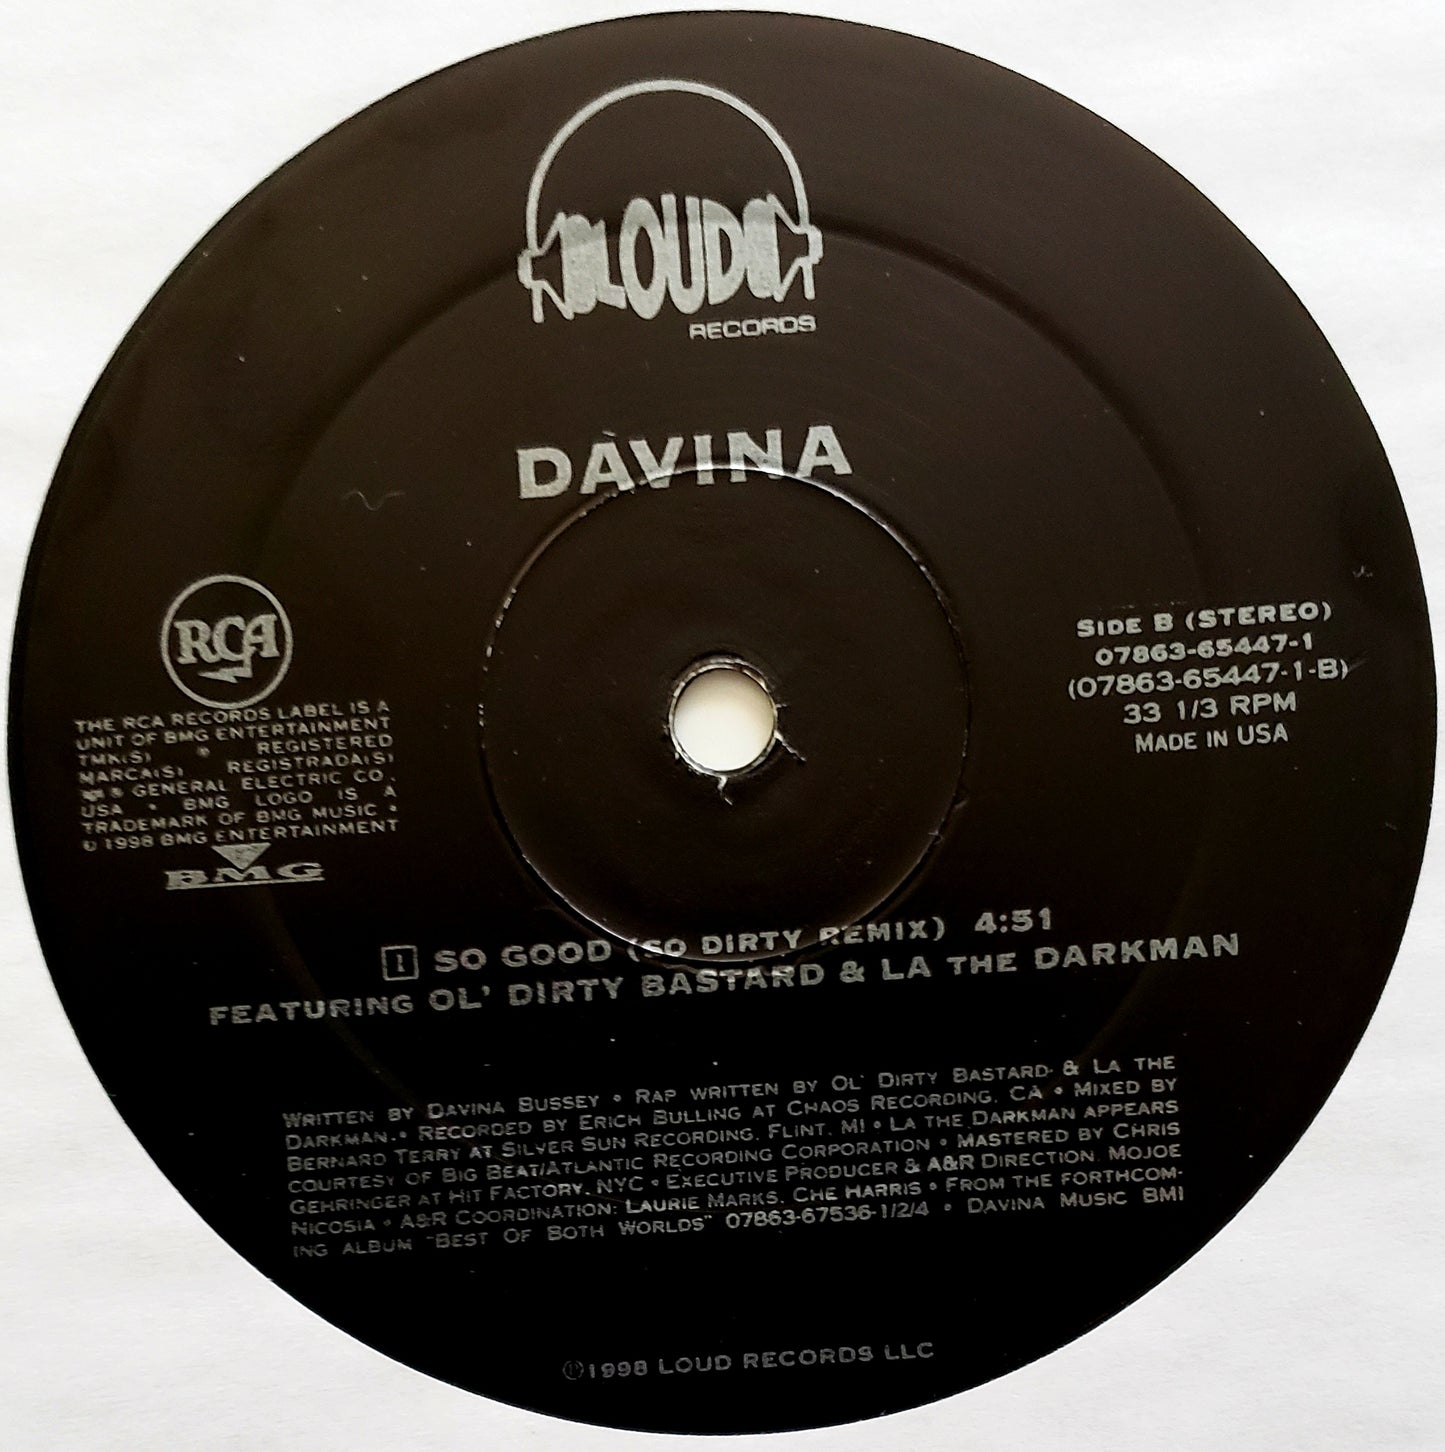 LOUD
RECORDS
DAVINA
RCA
THE RCA RECORDS LABEL IS A
UNIT OF BMG ENTERTAINMENT
TMK(S) ® REGISTERED
MARCA(S) REGISTRADA(S)
® GENERAL ELECTRIC CO.
USA • BMG LOGO IS A
TRADEMARK OF BMG MUSIC •
© 1998 BMG ENTERTAINMENT
BMG
SIDE B (STEREO)
07863-65447-1
(07863-65447-1-B)
33 1/3 RPM
MADE IN USA
1 SO GOOD (SO DIRTY REMIX) 4:51
FEATURING OL' DIRTY BASTARD & LA THE DARKMAN
WRITTEN BY DAVINA BUSSEY • RAP WRITTEN BY OL' DIRTY BASTARD & LA THE
DARKMAN • RECORDED BY ERICH BULLING AT CHAOS RECORDING, CA • MIXED BY
BERNARD TERRY AT SILVER SUN RECORDING, FLINT, MI • LA THE DARKMAN APPEARS
COURTESY OF BIG BEAT/ATLANTIC RECORDING CORPORATION • MASTERED BY CHRIS
GEHRINGER AT HIT FACTORY, NYC • EXECUTIVE PRODUCER & A&R DIRECTION: MOJOE
NICOSIA • A&R COORDINATION: LAURIE MARKS, CHE HARRIS • FROM THE FORTHCOM-
ING ALBUM "BEST OF BOTH WORLDS" 07863-67536-1/2/4 • DAVINA MUSIC BMI
℗1998 LOUD RECORDS LLC